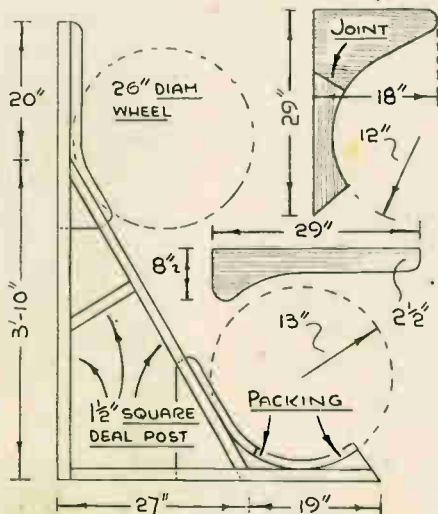 20"
26" DIAM
WHEEL
JOINT
18"
29"
12"
29"
8"2
2½"
3'-10"
13"
1½" SQUARE
DEAL POST
PACKING
27"
19"